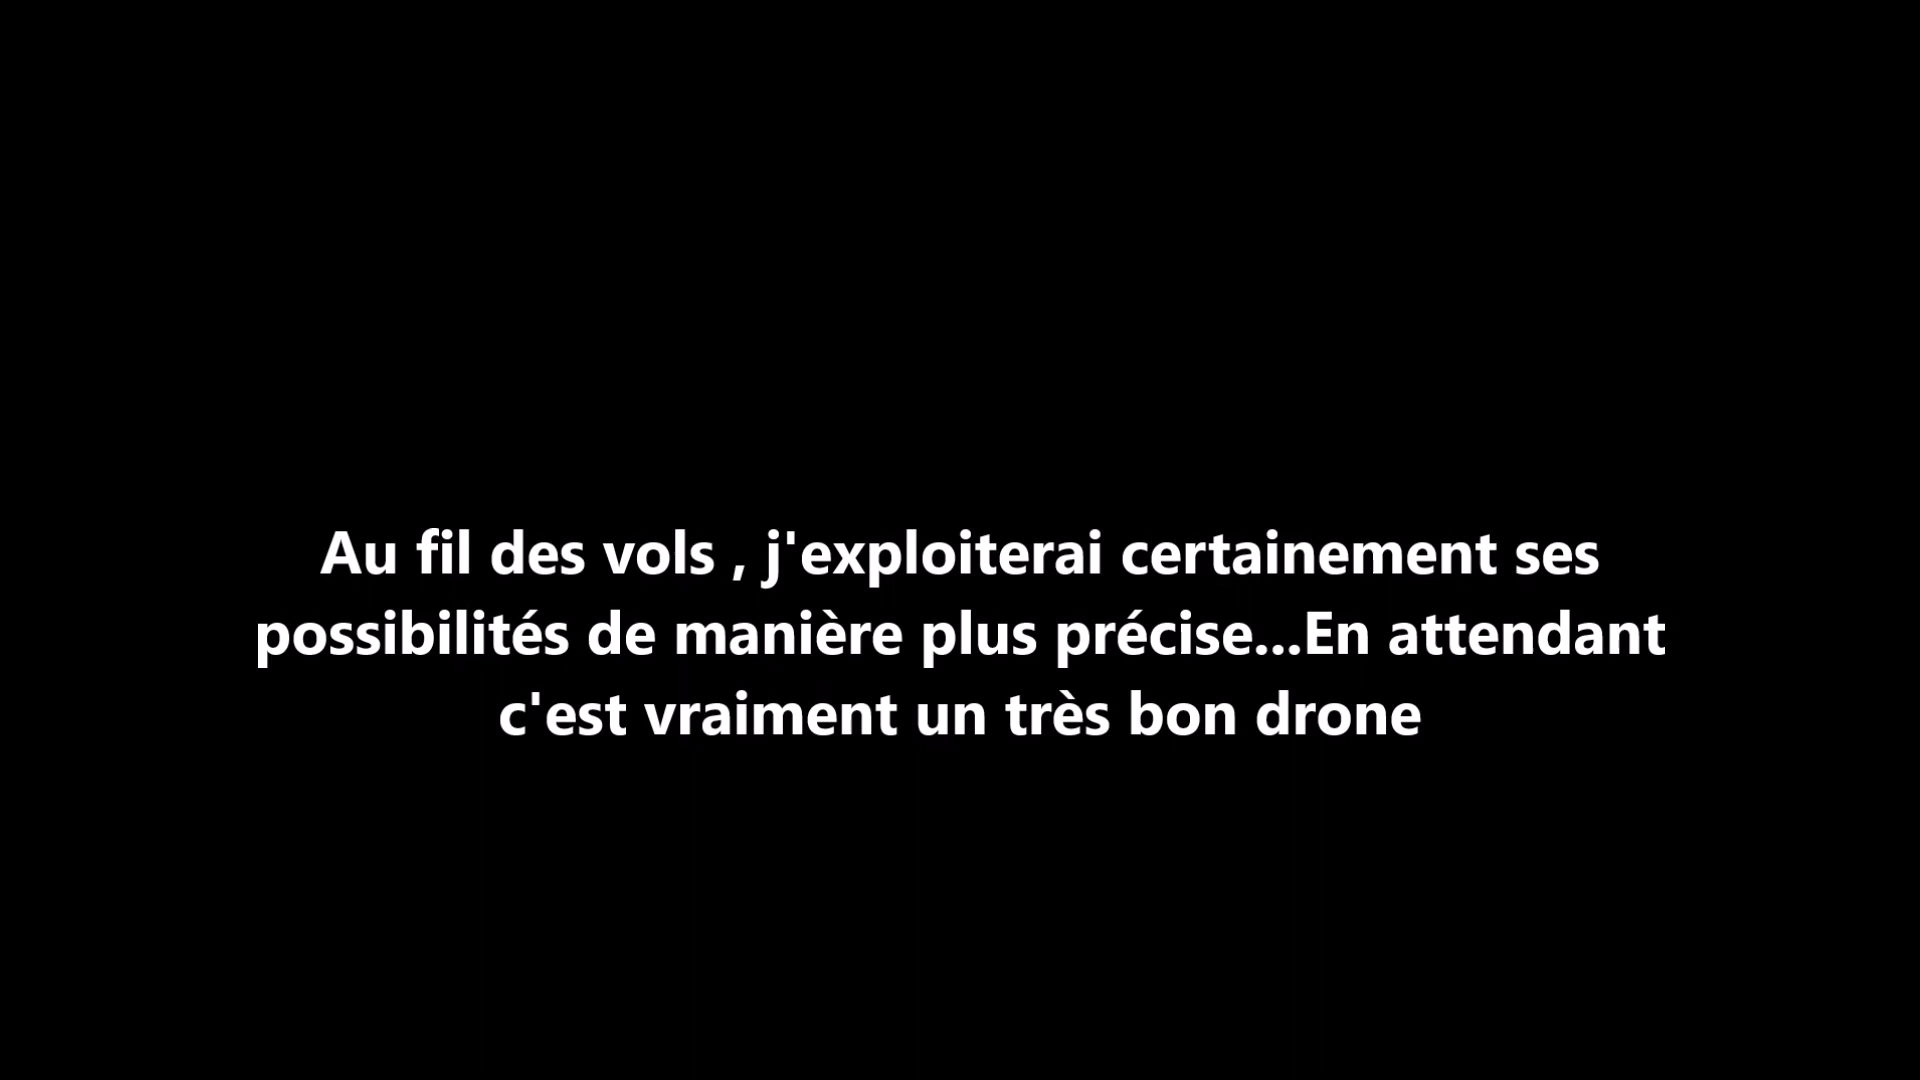 Au fil des vols , j'exploiterai certainement ses
possibilités de manière plus précise...En attendant
c'est vraiment un très bon drone